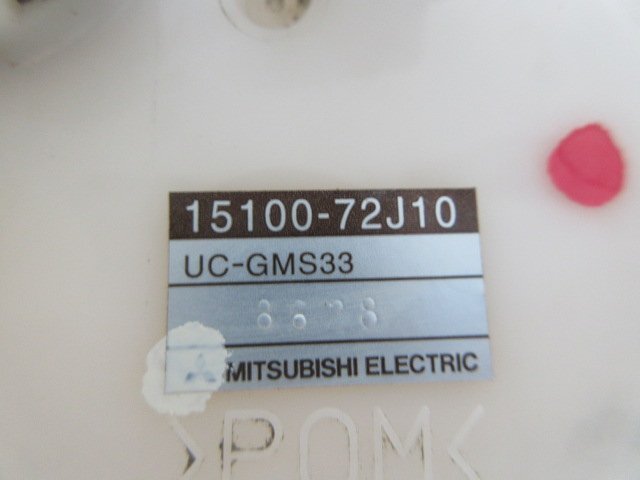 15100-72J10
UC-GMS33
MITSUBISHI ELECTRIC
>POM<